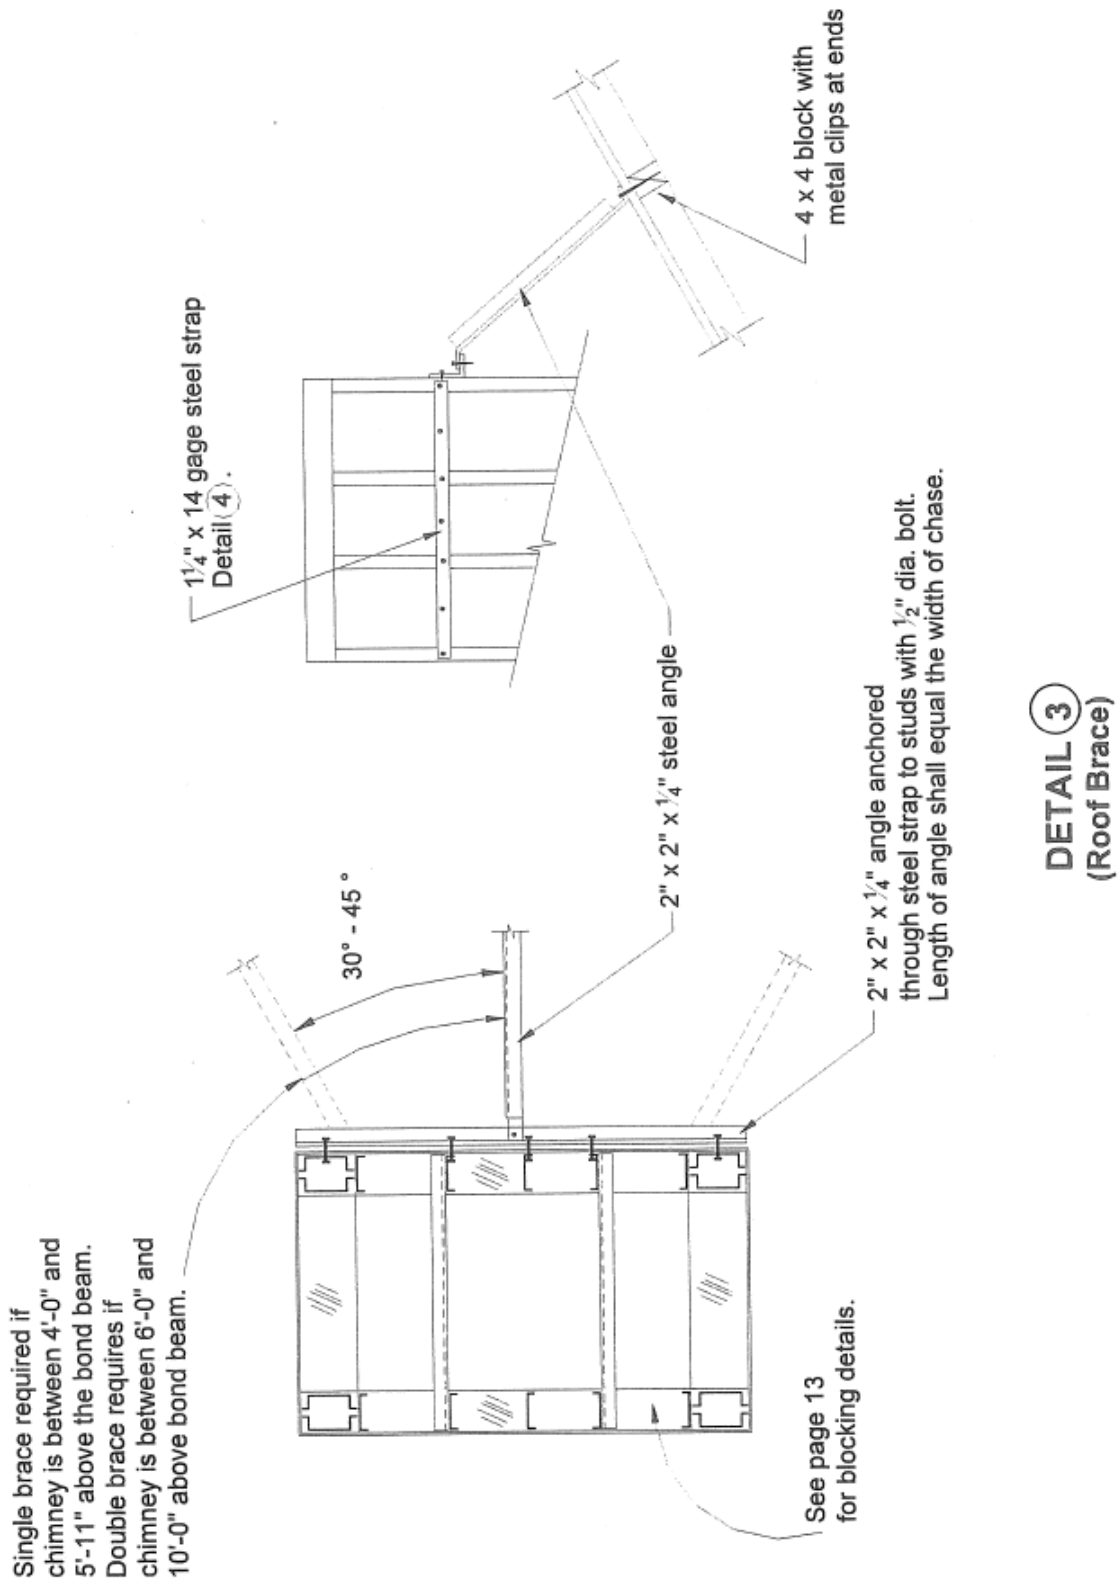 Single brace required if
chimney is between 4'-0" and
5'-11" above the bond beam.
Double brace requires if
chimney is between 6'-0" and
10'-0" above bond beam.
30° - 45°
1¼" x 14 gage steel strap
Detail 4 .
4 x 4 block with
metal clips at ends
2" x 2" x ¼" steel angle
2" x 2" x ¼" angle anchored
through steel strap to studs with ½" dia. bolt.
Length of angle shall equal the width of chase.
See page 13
for blocking details.
DETAIL 3
(Roof Brace)